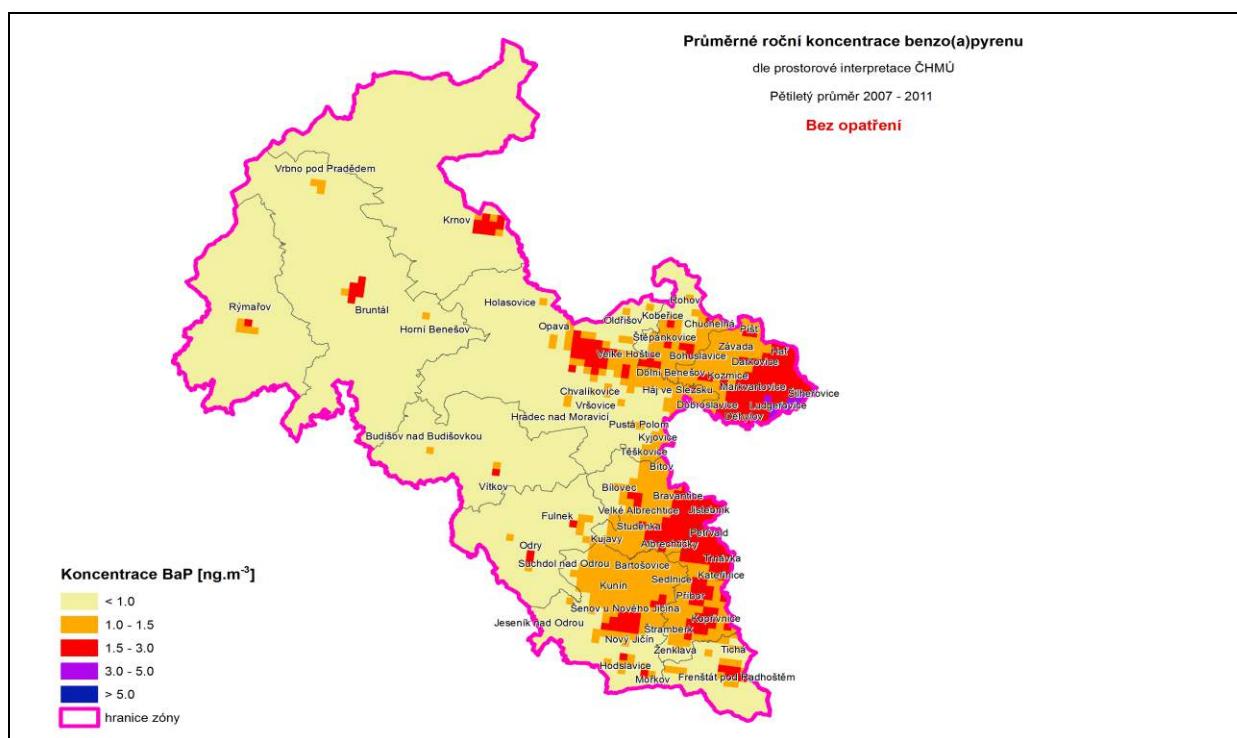 Průměrné roční koncentrace benzo(a)pyrenu
dle prostorové interpretace ČHMÚ
Pětiletý průměr 2007 - 2011
Bez opatření
Vrbno pod Pradědem
Krnov
Rýmařov
Bruntál
Horní Benešov
Holasovice
Opava
Oldřišov
Rohov
Kobeřice
Chuchelná
Píšť
Štěpánkovice
Závada
Hať
Velké Hoštice
Bohuslavice
Darkovice
Dolní Benešov
Kozmice
Markvartovice
Šilheřovice
Chvalíkovice
Háj ve Slezsku
Vršovice
Dobroslavice
Ludgeřovice
Děhylov
Hradec nad Moravicí
Pustá Polom
Kyjovice
Budišov nad Budišovkou
Těškovice
Bítov
Vítkov
Bílovec
Bravantice
Velké Albrechtice
Jistebník
Fulnek
Studénka
Petřvald
Kujavy
Albrechtičky
Odry
Trnávka
Suchdol nad Odrou
Bartošovice
Kateřinice
Kunín
Sedlnice
Příbor
Šenov u Nového Jičína
Jeseník nad Odrou
Kopřivnice
Štramberk
Nový Jičín
Ženklava
Tichá
Hodslavice
Mořkov
Frenštát pod Radhoštěm
Koncentrace BaP [ng.m-3]
< 1.0
1.0 - 1.5
1.5 - 3.0
3.0 - 5.0
> 5.0
hranice zóny